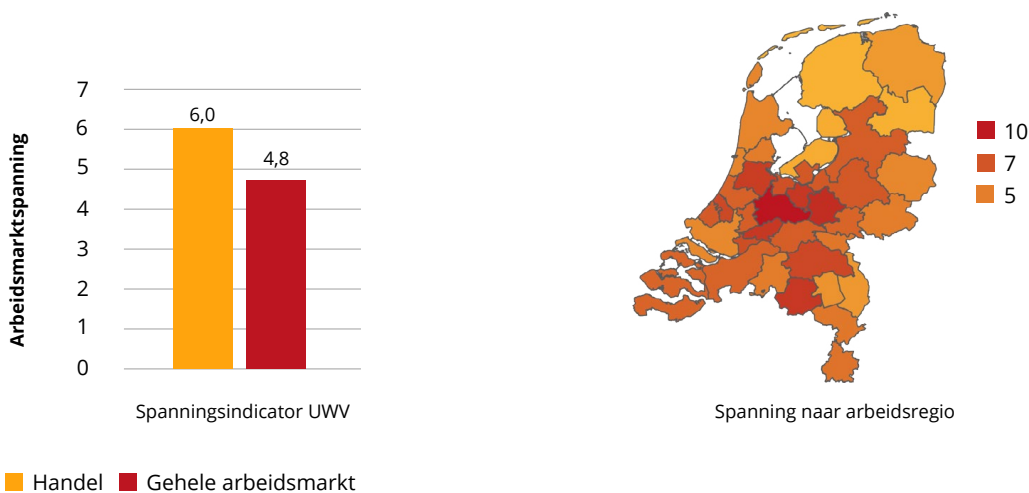 Arbeidsmarktspanning
7
6
5
4
3
2
1
0
6,0
4,8
Spanningsindicator UWV
Handel
Gehele arbeidsmarkt
10
7
5
Spanning naar arbeidsregio